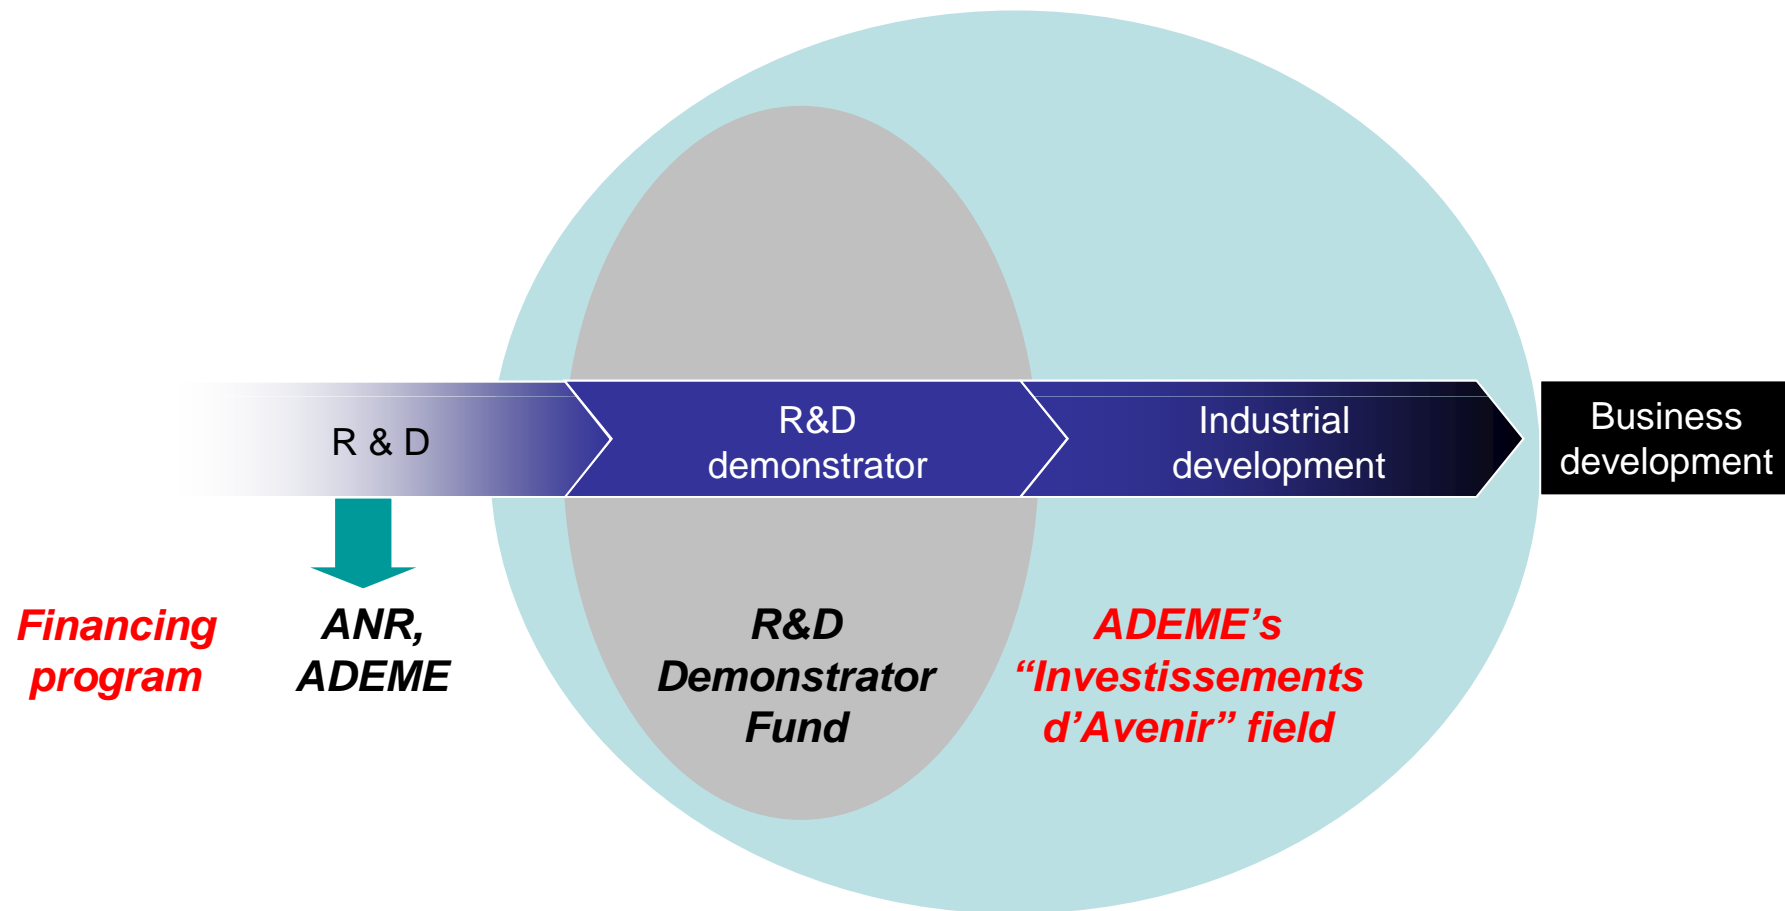 R & D
R&D
demonstrator
Industrial
development
Business
development
Financing
program
ANR,
ADEME
R&D
Demonstrator
Fund
ADEME’s
“Investissements
d’Avenir” field